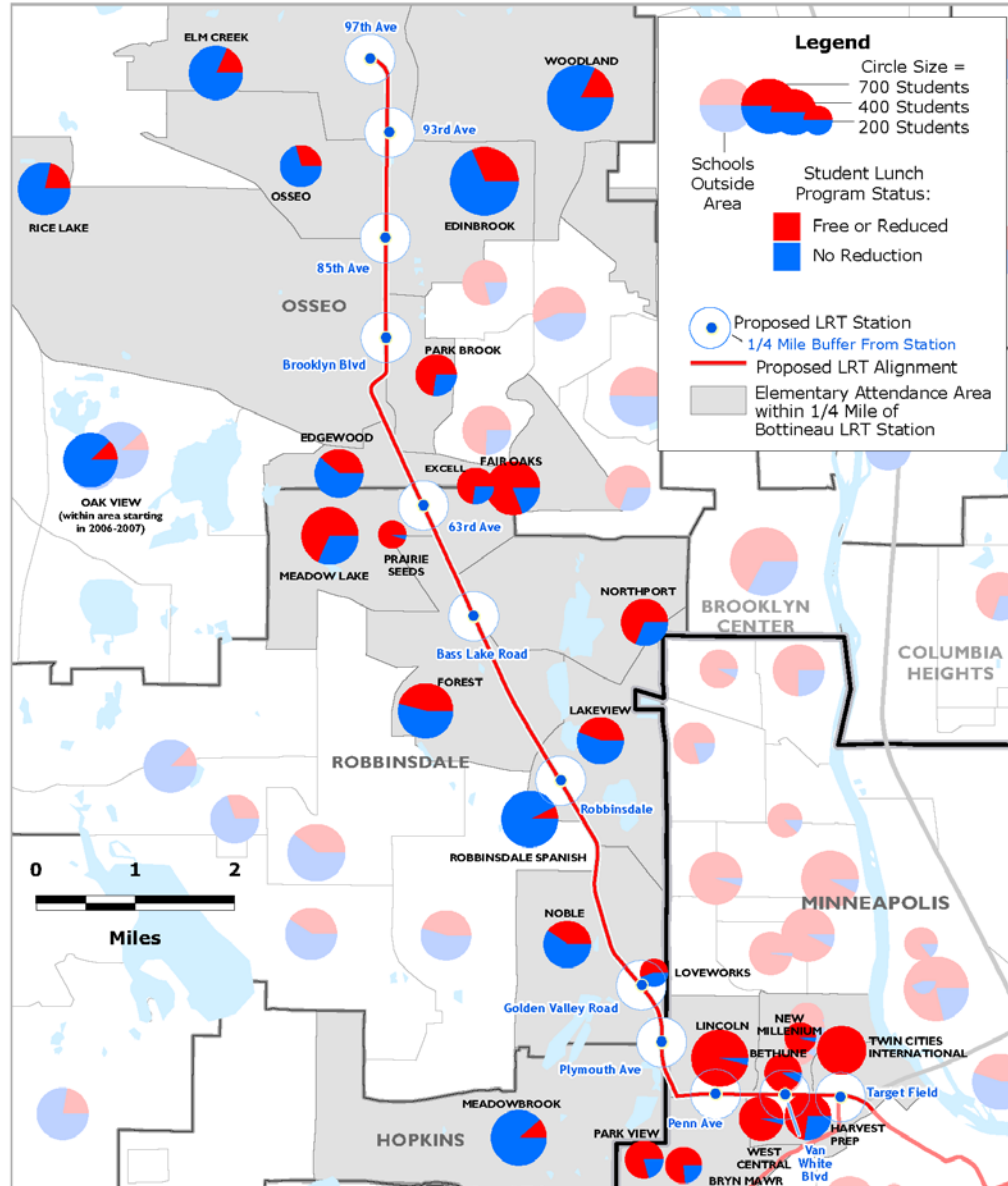 97th Ave
ELM CREEK
WOODLAND
93rd Ave
OSSEO
RICE LAKE
EDINBROOK
85th Ave
OSSEO
Brooklyn Blvd
PARK BROOK
EDGEWOOD
EXCELL
FAIR OAKS
OAK VIEW
(within area starting
in 2006-2007)
63rd Ave
MEADOW LAKE
PRAIRIE
SEEDS
NORTHPORT
BROOKLYN
CENTER
COLUMBIA
HEIGHTS
Bass Lake Road
FOREST
LAKEVIEW
ROBBINSDALE
Robbinsdale
ROBBINSDALE SPANISH
0 1 2
Miles
MINNEAPOLIS
NOBLE
LOVEWORKS
Golden Valley Road
NEW
MILLENIUM
LINCOLN
BETHUNE
TWIN CITIES
INTERNATIONAL
Plymouth Ave
Target Field
MEADOWBROOK
Penn Ave
HOPKINS
PARK VIEW
HARVEST
PREP
WEST
CENTRAL
Van
White
Blvd
BRYN MAWR
Legend
Circle Size =
700 Students
400 Students
200 Students
Schools
Outside
Area
Student Lunch
Program Status:
Free or Reduced
No Reduction
Proposed LRT Station
1/4 Mile Buffer From Station
Proposed LRT Alignment
Elementary Attendance Area
within 1/4 Mile of
Bottineau LRT Station